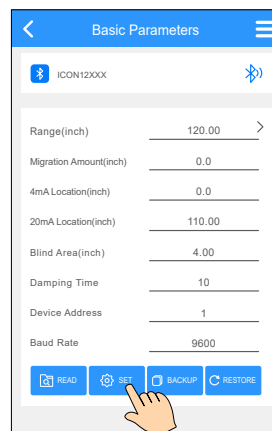 Basic Parameters
ICON12XXX
Range(inch) 120.00
Migration Amount(inch) 0.0
4mA Location(inch) 0.0
20mA Location(inch) 110.00
Blind Area(inch) 4.00
Damping Time 10
Device Address 1
Baud Rate 9600
READ SET BACKUP RESTORE